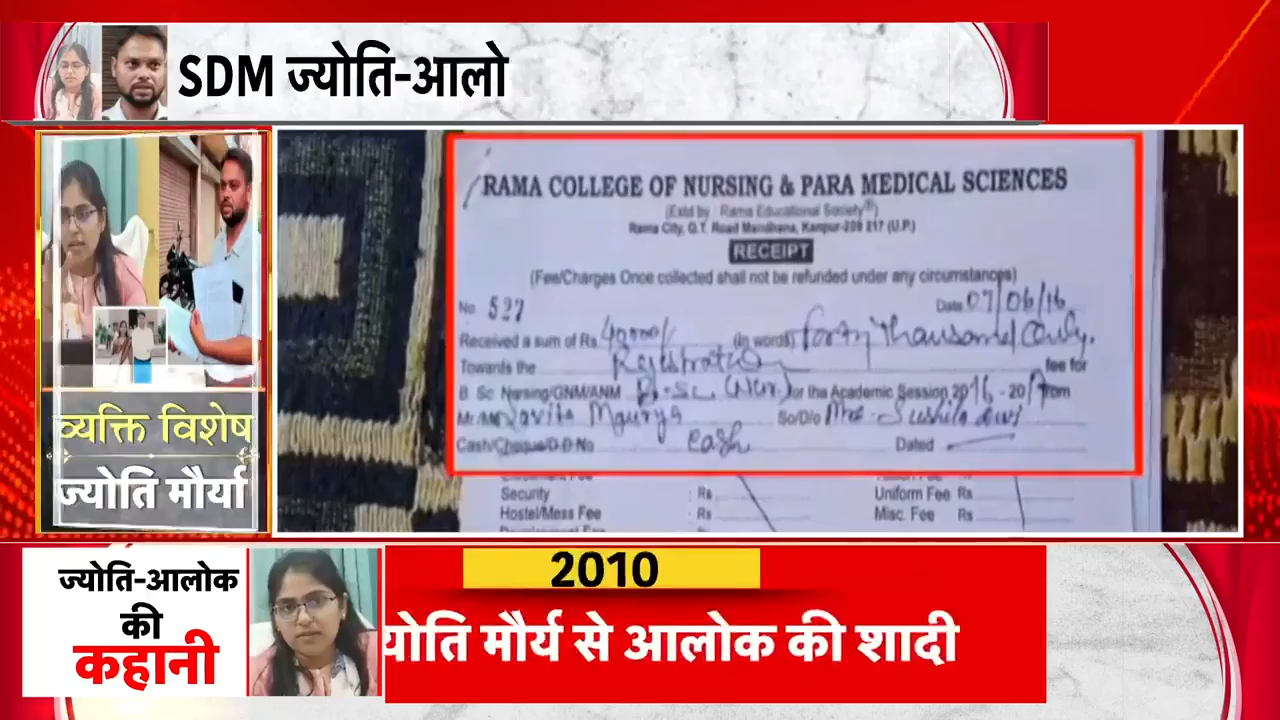 SDM ज्योति-आलो
RAMA COLLEGE OF NURSING & PARA MEDICAL SCIENCES
(Estd by : Rama Educational Society®)
Rama City, G.T. Road Mandhana, Kanpur-209 217 (U.P.)
RECEIPT
(Fee/Charges Once collected shall not be refunded under any circumstances)
No. 527 Date 07/06/16
Received a sum of Rs 40000/- (in words) forty Thousand Only.
Towards the Registration fee for
B. Sc. Nursing/GNM/ANM B.Sc. (Nur.) for the Academic Session 2016 - 2017 from
Mr/Ms Savita Maurya So/D/o Mrs. Sushila devi
Cash/Cheque/D.D No cash Dated
Security : Rs Uniform Fee Rs
Hostel/Mess Fee : Rs Misc. Fee Rs
व्यक्ति विशेष
ज्योति मौर्या
ज्योति-आलोक
की
कहानी
2010
योति मौर्य से आलोक की शादी